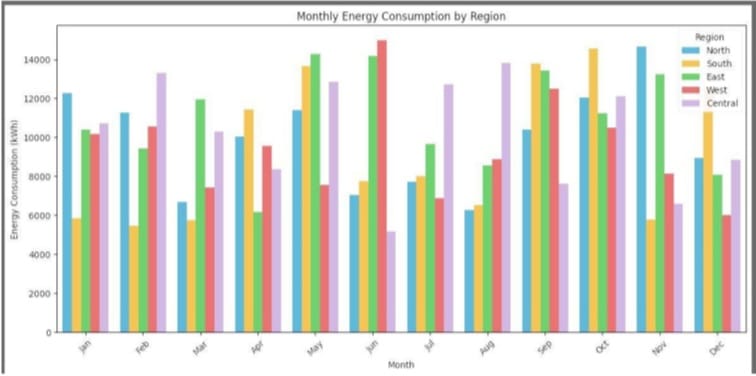 Monthly Energy Consumption by Region
Region
North
South
East
West
Central
Energy Consumption (kWh)
14000
12000
10000
8000
6000
4000
2000
0
Jan
Feb
Mar
Apr
May
Jun
Jul
Aug
Sep
Oct
Nov
Dec
Month